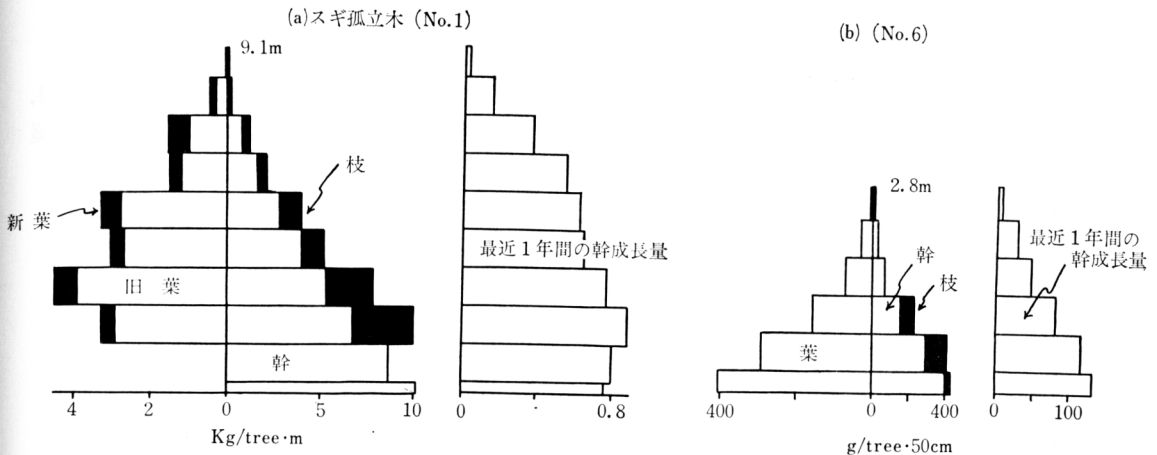 (a)スギ孤立木 (No.1)
9.1m
枝
新葉
旧葉
幹
最近1年間の幹成長量
4 2 0 5 10
Kg/tree·m
0 0.8
(b) (No.6)
2.8m
幹
枝
葉
最近1年間の
幹成長量
400 0 400
g/tree·50cm
0 100